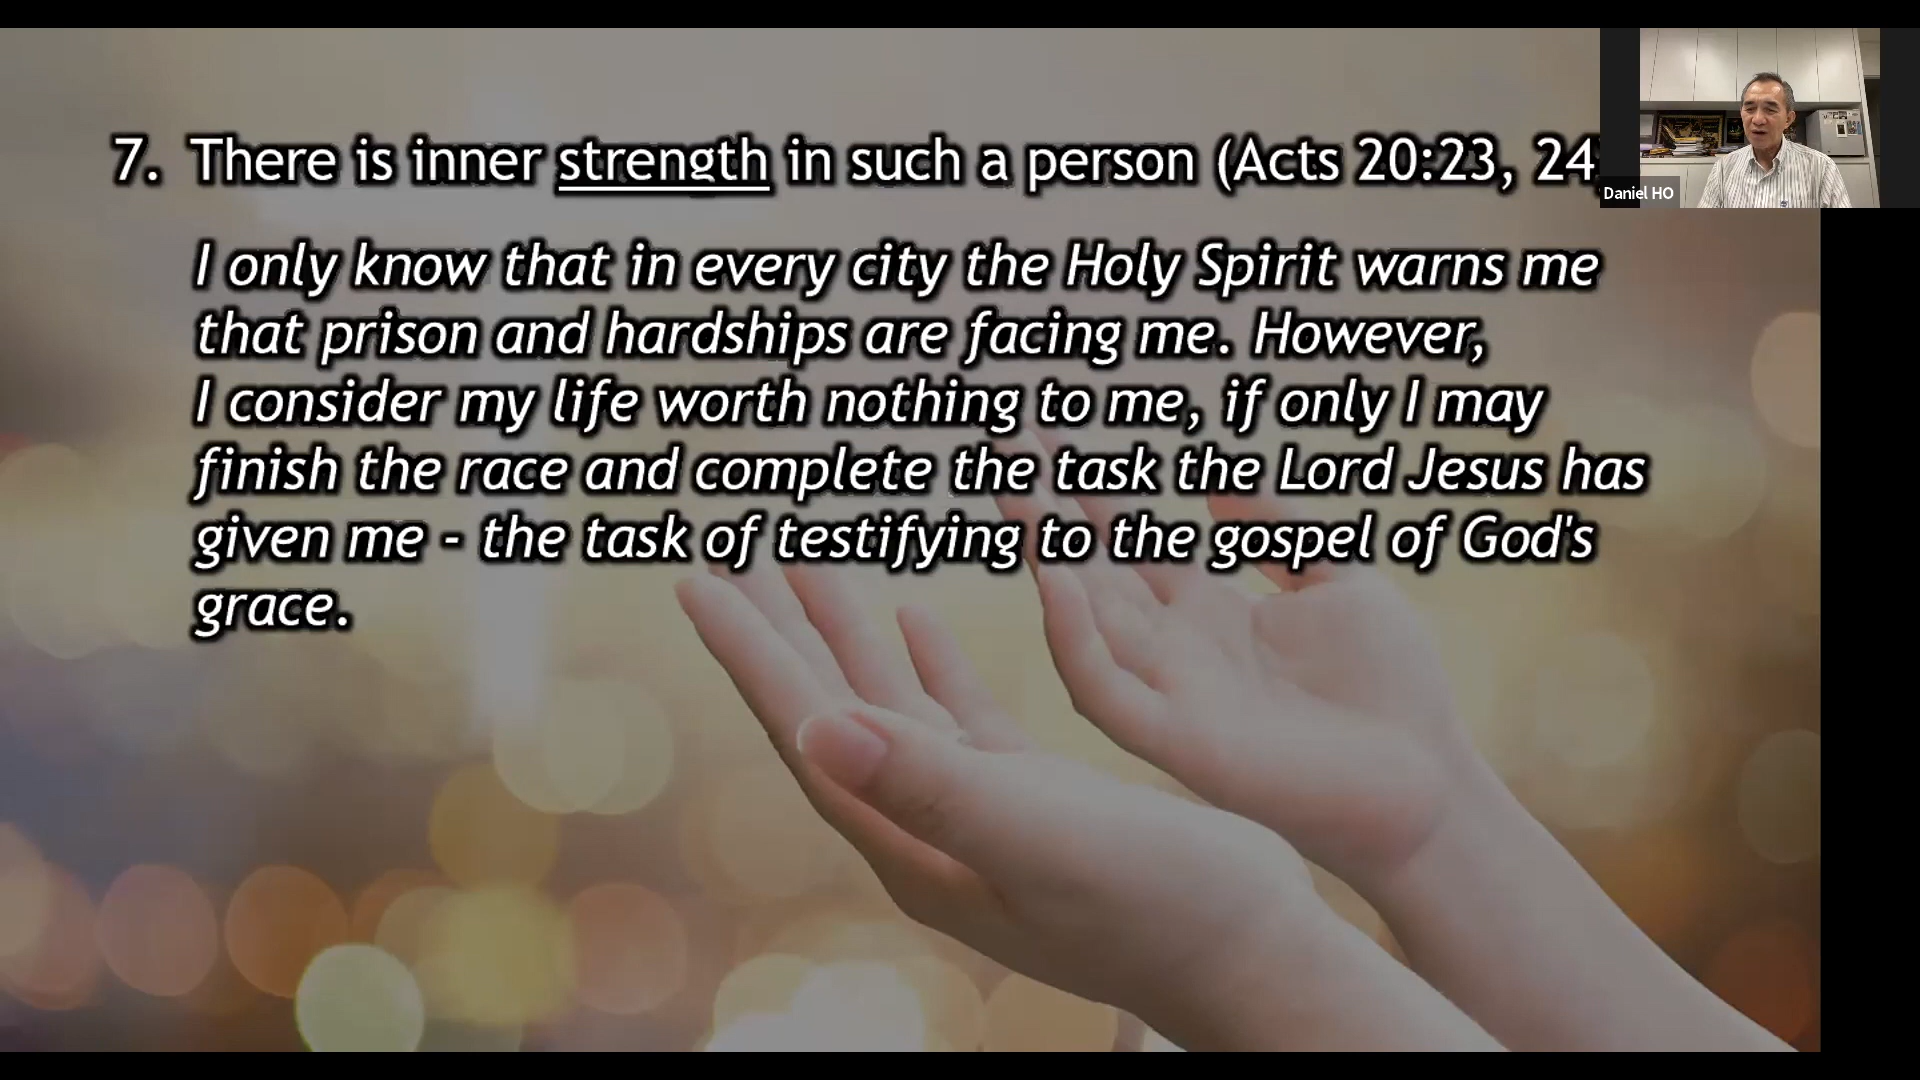 7. There is inner strength in such a person (Acts 20:23, 24)
I only know that in every city the Holy Spirit warns me
that prison and hardships are facing me. However,
I consider my life worth nothing to me, if only I may
finish the race and complete the task the Lord Jesus has
given me - the task of testifying to the gospel of God's
grace.
Daniel HO